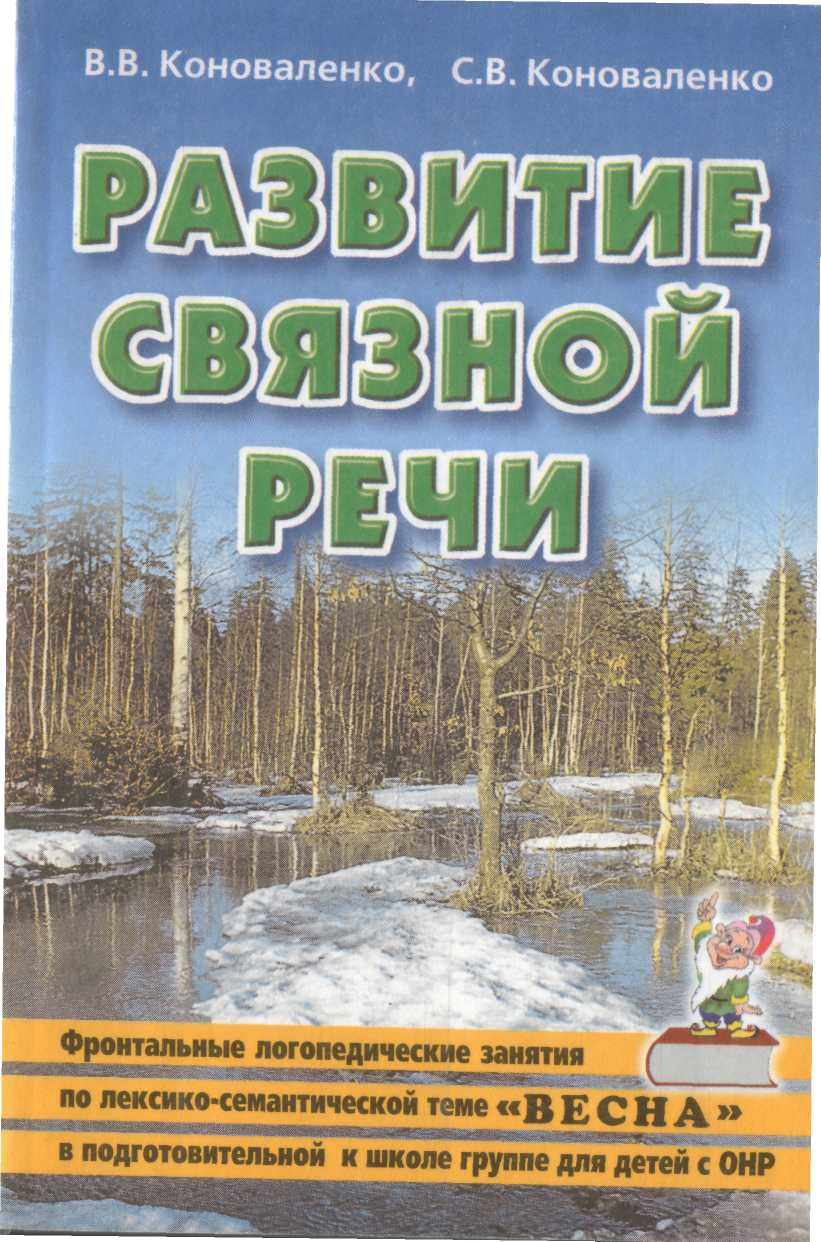 В.В. Коноваленко, С.В. Коноваленко
РАЗВИТИЕ
СВЯЗНОЙ
РЕЧИ
Фронтальные логопедические занятия
по лексико-семантической теме «ВЕСНА»
в подготовительной к школе группе для детей с ОНР